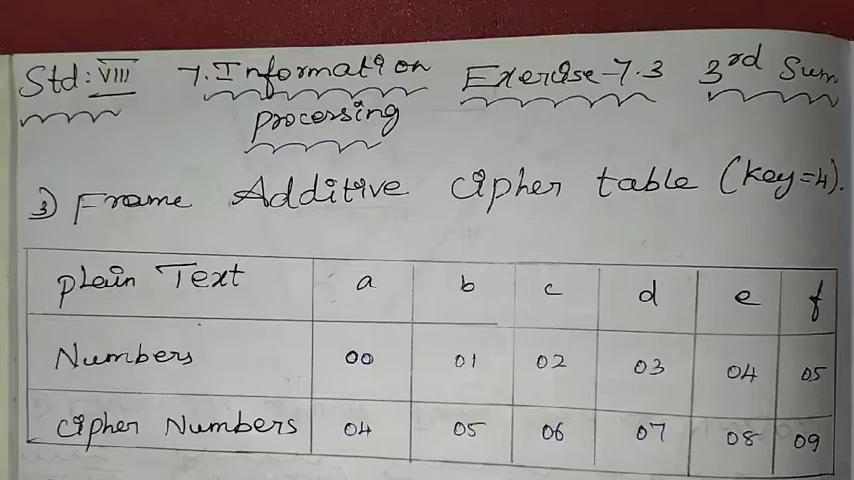 Std: VIII 7. Information Exercise-7.3 3rd Sum
processing
3) Frame Additive cipher table (key=4).
plain Text a b c d e f
Numbers 00 01 02 03 04 05
cipher Numbers 04 05 06 07 08 09